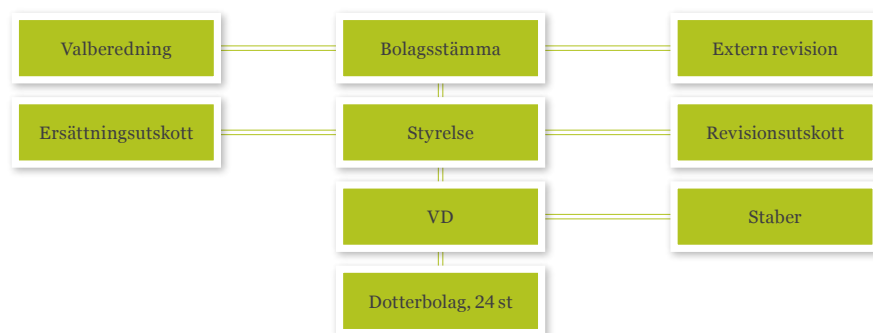 Valberedning
Bolagsstämma
Extern revision
Ersättningsutskott
Styrelse
Revisionsutskott
VD
Staber
Dotterbolag, 24 st